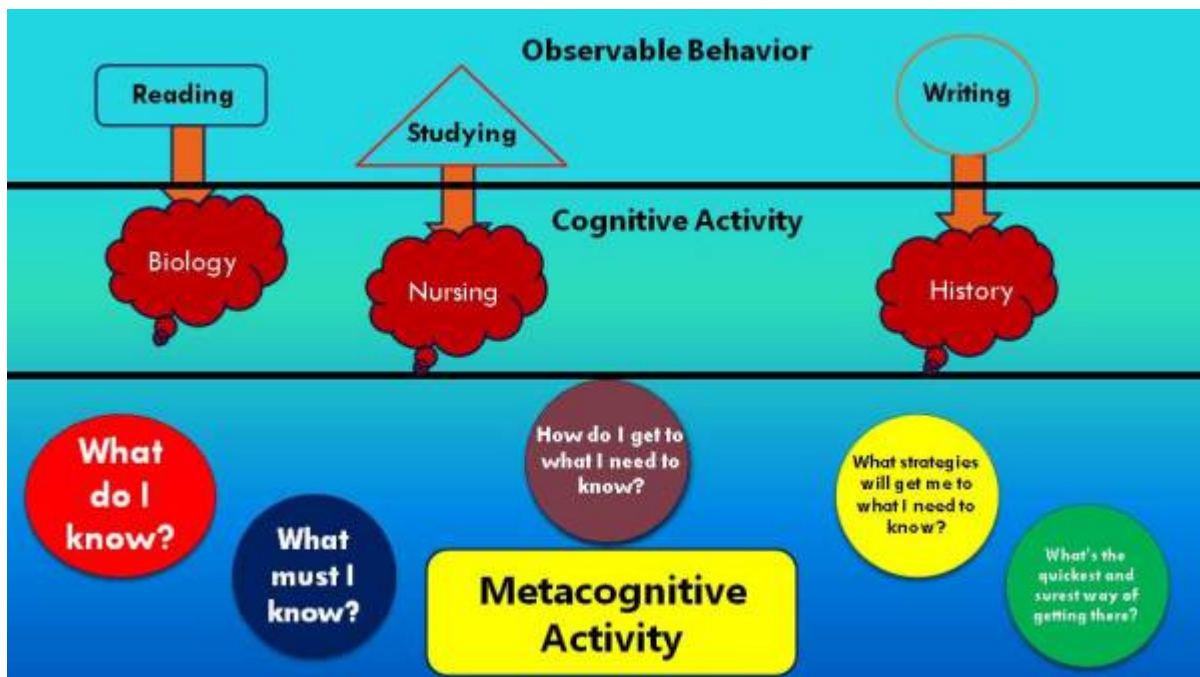 Observable Behavior
Reading
Studying
Writing
Cognitive Activity
Biology
Nursing
History
What
do I
know?
What
must I
know?
How do I get to
what I need to
know?
What strategies
will get me to
what I need to
know?
What's the
quickest and
surest way of
getting there?
Metacognitive
Activity